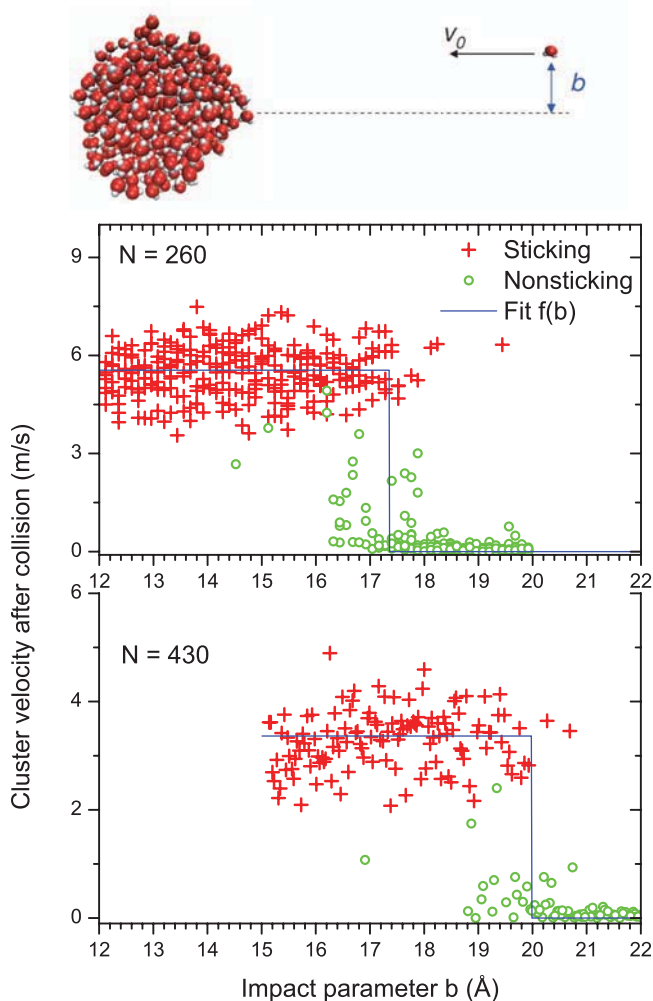 v0
b
N = 260
Sticking
Nonsticking
Fit f(b)
9
6
3
0
12 13 14 15 16 17 18 19 20 21 22
N = 430
6
4
2
0
12 13 14 15 16 17 18 19 20 21 22
Cluster velocity after collision (m/s)
Impact parameter b (Å)